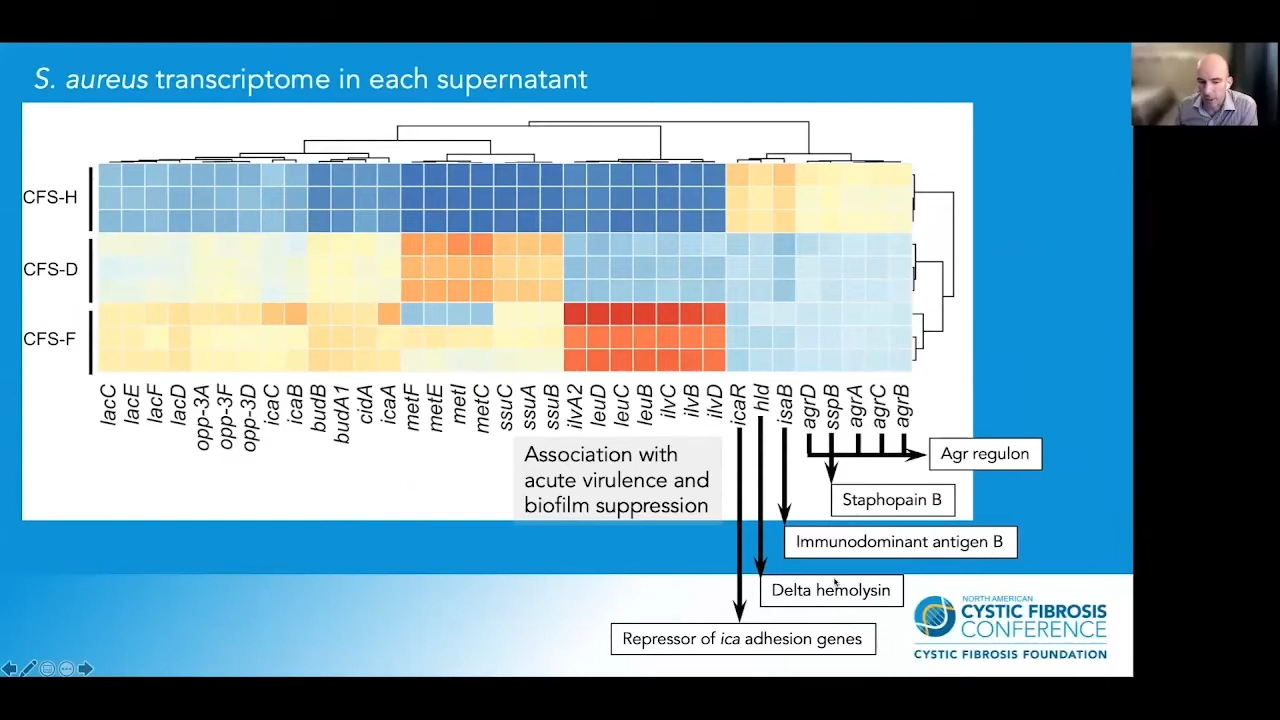 S. aureus transcriptome in each supernatant
CFS-H
CFS-D
CFS-F
lacC lacE lacF lacD opp-3A opp-3F opp-3D icaC icaB budB budA1 cidA icaA metF metE metI metC ssuC ssuA ssuB ilvA2 leuD leuC leuB ilvC ilvB ilvD icaR hld isaB agrD sspB agrA agrC agrB
Association with
acute virulence and
biofilm suppression
Agr regulon
Staphopain B
Immunodominant antigen B
Delta hemolysin
Repressor of ica adhesion genes
NORTH AMERICAN
CYSTIC FIBROSIS
CONFERENCE
CYSTIC FIBROSIS FOUNDATION